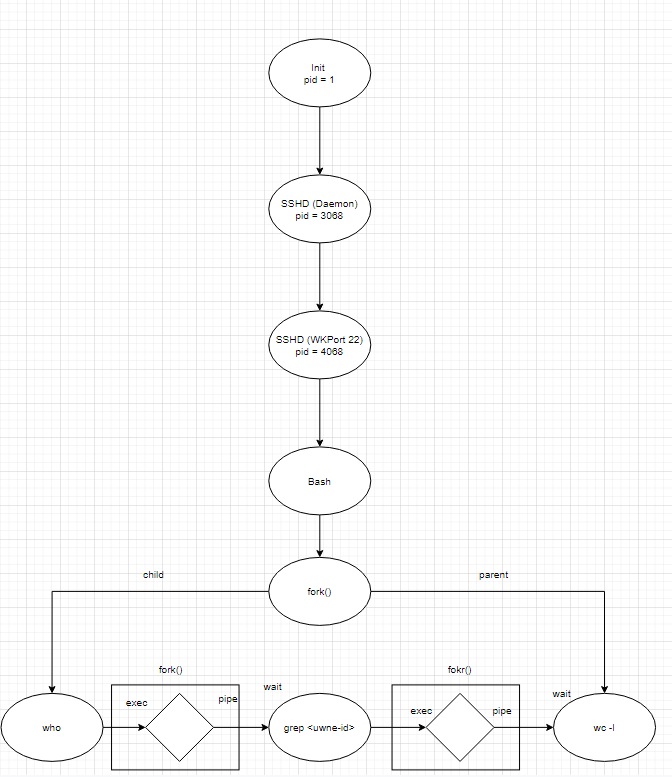 Init
pid = 1
SSHD (Daemon)
pid = 3068
SSHD (WKPort 22)
pid = 4068
Bash
fork()
child
parent
fork()
fokr()
wait
wait
exec
pipe
exec
pipe
who
grep <uwne-id>
wc -l